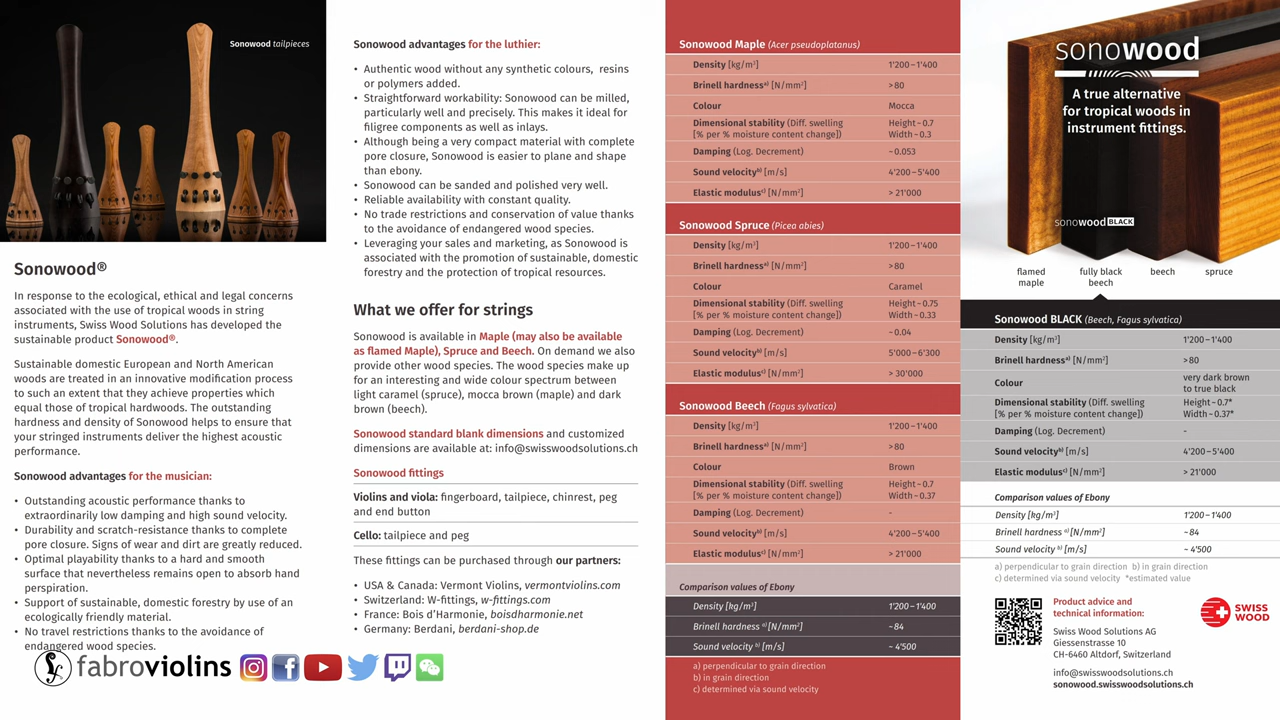 Sonowood tailpieces
Sonowood®
In response to the ecological, ethical and legal concerns
associated with the use of tropical woods in string
instruments, Swiss Wood Solutions has developed the
sustainable product Sonowood®.
Sustainable domestic European and North American
woods are treated in an innovative modification process
to such an extent that they achieve properties which
equal those of tropical hardwoods. The outstanding
hardness and density of Sonowood helps to ensure that
your stringed instruments deliver the highest acoustic
performance.
Sonowood advantages for the musician:
• Outstanding acoustic performance thanks to
extraordinarily low damping and high sound velocity.
• Durability and scratch-resistance thanks to complete
pore closure. Signs of wear and dirt are greatly reduced.
• Optimal playability thanks to a hard and smooth
surface that nevertheless remains open to absorb hand
perspiration.
• Support of sustainable, domestic forestry by use of an
ecologically friendly material.
• No travel restrictions thanks to the avoidance of
endangered wood species.
fabroviolins
Sonowood advantages for the luthier:
• Authentic wood without any synthetic colours, resins
or polymers added.
• Straightforward workability: Sonowood can be milled,
particularly well and precisely. This makes it ideal for
filigree components as well as inlays.
• Although being a very compact material with complete
pore closure, Sonowood is easier to plane and shape
than ebony.
• Sonowood can be sanded and polished very well.
• Reliable availability with constant quality.
• No trade restrictions and conservation of value thanks
to the avoidance of endangered wood species.
• Leveraging your sales and marketing, as Sonowood is
associated with the promotion of sustainable, domestic
forestry and the protection of tropical resources.
What we offer for strings
Sonowood is available in Maple (may also be available
as flamed Maple), Spruce and Beech. On demand we also
provide other wood species. The wood species make up
for an interesting and wide colour spectrum between
light caramel (spruce), mocca brown (maple) and dark
brown (beech).
Sonowood standard blank dimensions and customized
dimensions are available at: info@swisswoodsolutions.ch
Sonowood fittings
Violins and viola: fingerboard, tailpiece, chinrest, peg
and end button
Cello: tailpiece and peg
These fittings can be purchased through our partners:
• USA & Canada: Vermont Violins, vermontviolins.com
• Switzerland: W-fittings, w-fittings.com
• France: Bois d’Harmonie, boisdharmonie.net
• Germany: Berdani, berdani-shop.de
Sonowood Maple (Acer pseudoplatanus)
Density [kg/m³] 1'200–1'400
Brinell hardness a) [N/mm²] >80
Colour Mocca
Dimensional stability (Diff. swelling Height~0.7
[% per % moisture content change]) Width~0.3
Damping (Log. Decrement) ~0.053
Sound velocity b) [m/s] 4'200–5'400
Elastic modulus c) [N/mm²] > 21'000
Sonowood Spruce (Picea abies)
Density [kg/m³] 1'200–1'400
Brinell hardness a) [N/mm²] >80
Colour Caramel
Dimensional stability (Diff. swelling Height~0.75
[% per % moisture content change]) Width~0.33
Damping (Log. Decrement) ~0.04
Sound velocity b) [m/s] 5'000–6'300
Elastic modulus c) [N/mm²] > 30'000
Sonowood Beech (Fagus sylvatica)
Density [kg/m³] 1'200–1'400
Brinell hardness a) [N/mm²] >80
Colour Brown
Dimensional stability (Diff. swelling Height~0.7
[% per % moisture content change]) Width~0.37
Damping (Log. Decrement) -
Sound velocity b) [m/s] 4'200–5'400
Elastic modulus c) [N/mm²] > 21'000
Comparison values of Ebony
Density [kg/m³] 1'200–1'400
Brinell hardness a) [N/mm²] ~84
Sound velocity b) [m/s] ~ 4'500
a) perpendicular to grain direction
b) in grain direction
c) determined via sound velocity
sonowood
A true alternative
for tropical woods in
instrument fittings.
sonowood BLACK
flamed maple
fully black beech
beech
spruce
Sonowood BLACK (Beech, Fagus sylvatica)
Density [kg/m³] 1'200–1'400
Brinell hardness a) [N/mm²] >80
Colour very dark brown
to true black
Dimensional stability (Diff. swelling Height~0.7*
[% per % moisture content change]) Width~0.37*
Damping (Log. Decrement) -
Sound velocity b) [m/s] 4'200–5'400
Elastic modulus c) [N/mm²] > 21'000
Comparison values of Ebony
Density [kg/m³] 1'200–1'400
Brinell hardness a) [N/mm²] ~84
Sound velocity b) [m/s] ~ 4'500
a) perpendicular to grain direction b) in grain direction
c) determined via sound velocity *estimated value
Product advice and
technical information:
Swiss Wood Solutions AG
Giessenstrasse 10
CH-6460 Altdorf, Switzerland
info@swisswoodsolutions.ch
sonowood.swisswoodsolutions.ch
SWISS
WOOD